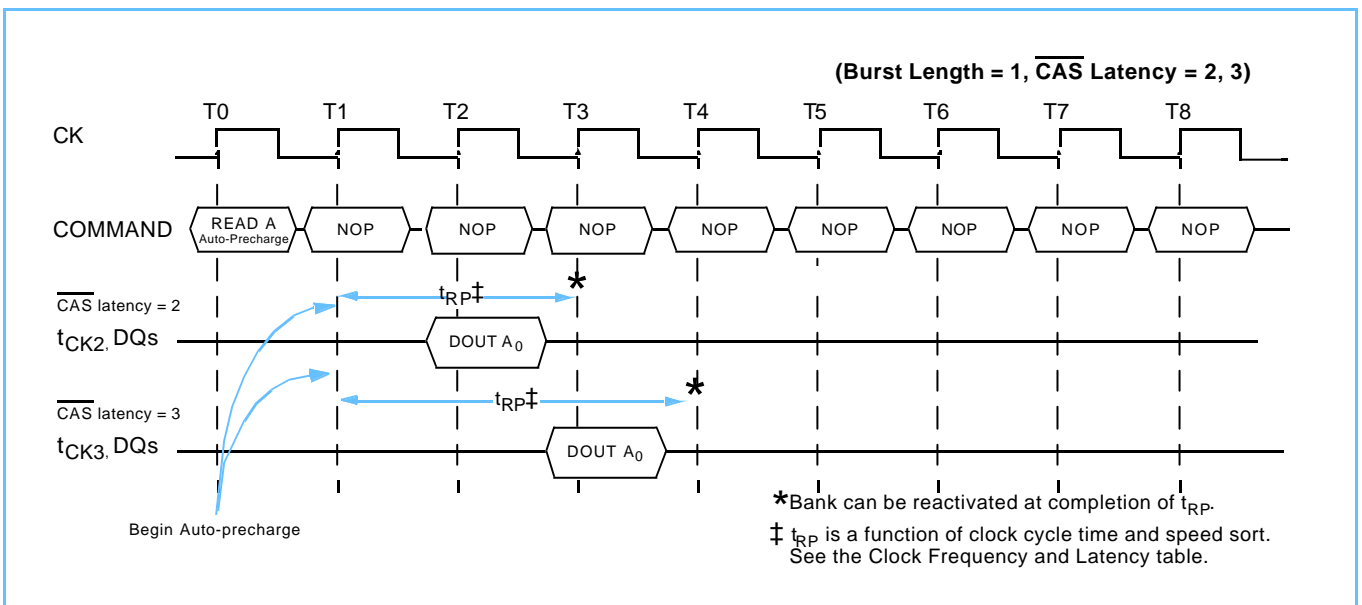 (Burst Length = 1, CAS Latency = 2, 3)
T0 T1 T2 T3 T4 T5 T6 T7 T8
CK
COMMAND
READ A
Auto-Precharge
NOP NOP NOP NOP NOP NOP NOP NOP
*
tRP‡
CAS latency = 2
tCK2, DQs
DOUT A0
*
tRP‡
CAS latency = 3
tCK3, DQs
DOUT A0
Begin Auto-precharge
*Bank can be reactivated at completion of tRP.
‡ tRP is a function of clock cycle time and speed sort.
See the Clock Frequency and Latency table.